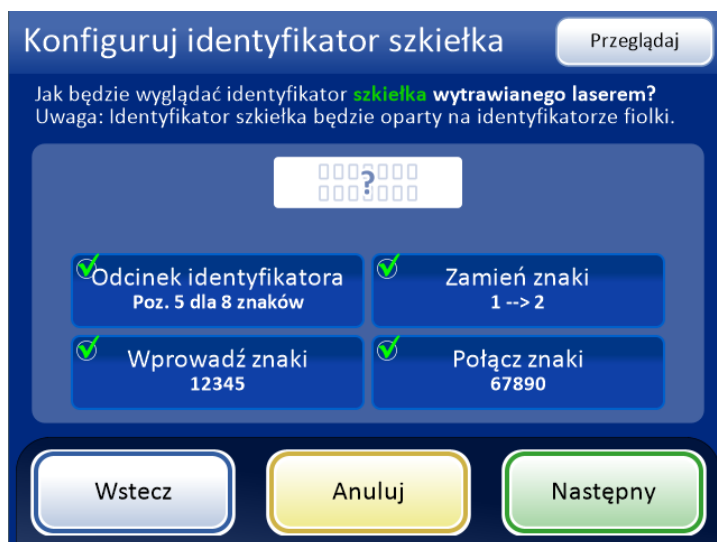 Konfiguruj identyfikator szkiełka
Przeglądaj
Jak będzie wyglądać identyfikator szkiełka wytrawianego laserem?
Uwaga: Identyfikator szkiełka będzie oparty na identyfikatorze fiolki.
?
Odcinek identyfikatora
Poz. 5 dla 8 znaków
Zamień znaki
1 --> 2
Wprowadź znaki
12345
Połącz znaki
67890
Wstecz
Anuluj
Następny